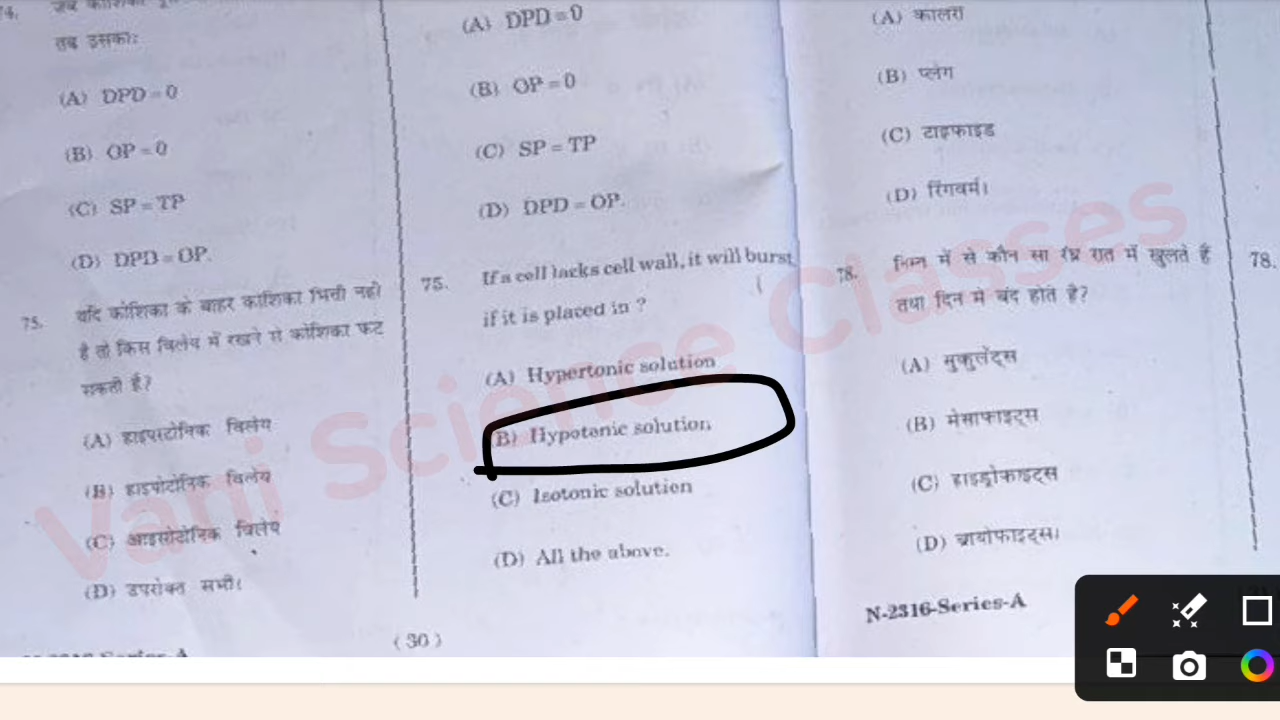 74.
तब उसका:
(A) DPD = 0
(B) OP = 0
(C) SP = TP
(D) DPD = OP.
75. यदि कोशिका के बाहर कोशिका भित्ती नहीं
है तो किस विलेय में रखने से कोशिका फट
सकती है?
(A) हाइपरटोनिक विलेय
(B) हाइपोटोनिक विलेय
(C) आइसोटोनिक विलेय
(D) उपरोक्त सभी।
(A) DPD = 0
(B) OP = 0
(C) SP = TP
(D) DPD = OP.
75. If a cell lacks cell wall, it will burst
if it is placed in ?
(A) Hypertonic solution
(B) Hypotonic solution
(C) Isotonic solution
(D) All the above.
( 30 )
(A) कालरा
(B) प्लेग
(C) टाइफाइड
(D) रिंगवर्म।
78. निम्न में से कौन सा रंध्र रात में खुलते हैं
तथा दिन में बंद होते है?
(A) सुकुलेंट्स
(B) मेसाफाइट्स
(C) हाइड्रोफाइट्स
(D) ब्रायोफाइट्स।
N-2316-Series-A
78.
Vani Science Classes